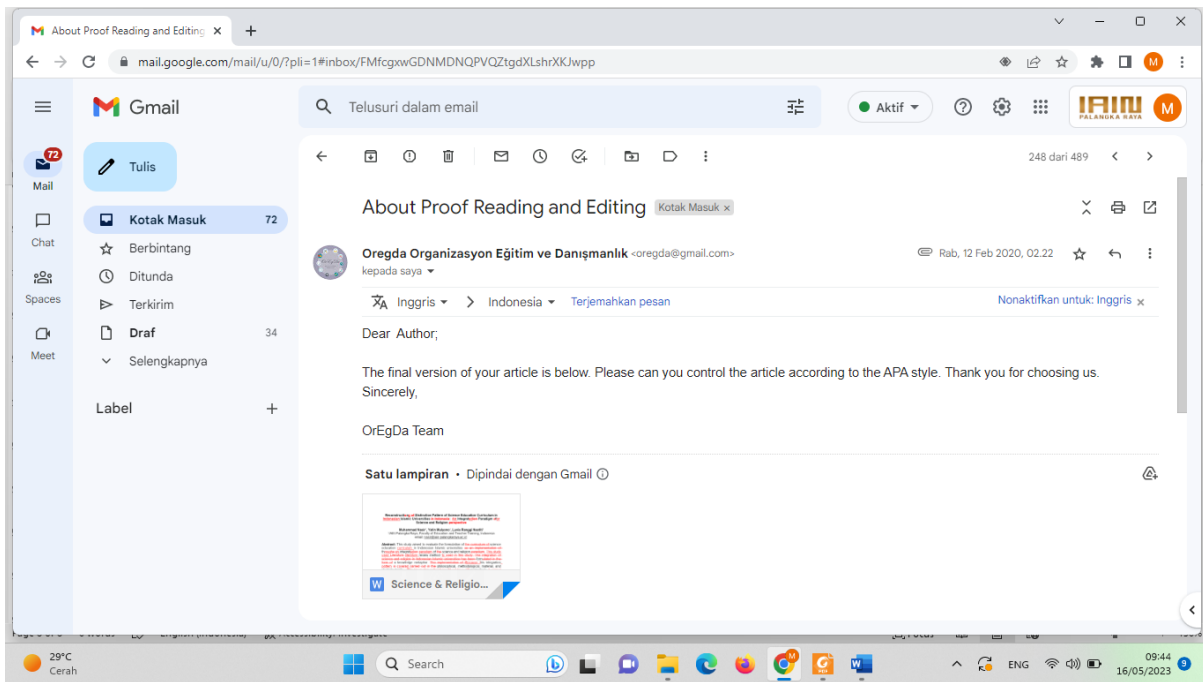 About Proof Reading and Editing
mail.google.com/mail/u/0/?pli=1#inbox/FMfcgxwGDNMDNQPVQZtgdXLshrXKJwpp
M
Gmail
Telusuri dalam email
Aktif
IAIN
PALANGKA RAYA
M
72
Mail
Chat
Spaces
Meet
Tulis
Kotak Masuk 72
Berbintang
Ditunda
Terkirim
Draf 34
Selengkapnya
Label
248 dari 489
About Proof Reading and Editing Kotak Masuk ×
Oregda Organizasyon Eğitim ve Danışmanlık <oregda@gmail.com> Rab, 12 Feb 2020, 02.22
kepada saya
Inggris > Indonesia Terjemahkan pesan Nonaktifkan untuk: Inggris ×
Dear Author;
The final version of your article is below. Please can you control the article according to the APA style. Thank you for choosing us.
Sincerely,
OrEgDa Team
Satu lampiran • Dipindai dengan Gmail
W Science & Religio...
29°C
Cerah
Search
ENG
09:44
16/05/2023
9